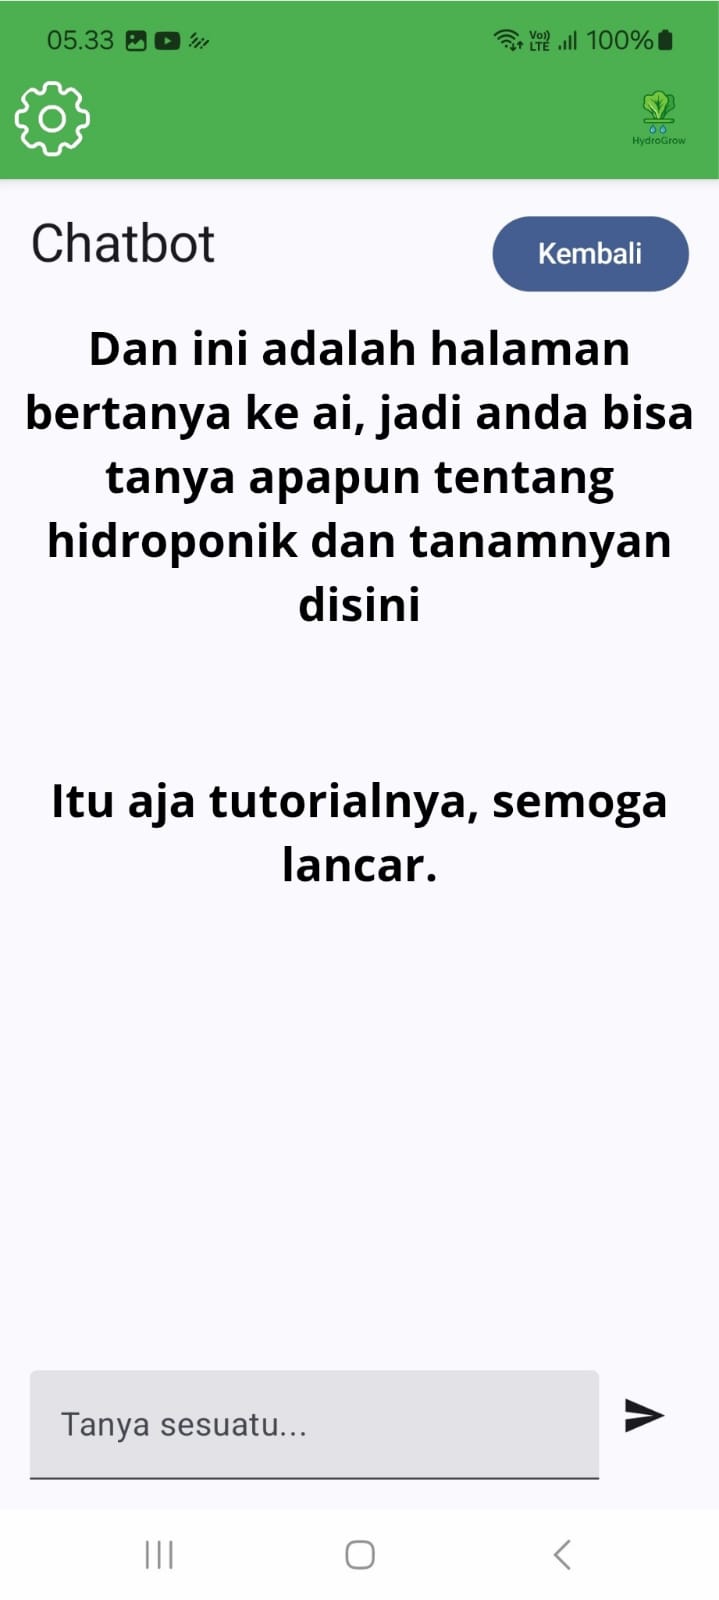 05.33
Vo)) LTE 100%
HydroGrow
Chatbot
Kembali
Dan ini adalah halaman
bertanya ke ai, jadi anda bisa
tanya apapun tentang
hidroponik dan tanamnyan
disini
Itu aja tutorialnya, semoga
lancar.
Tanya sesuatu...